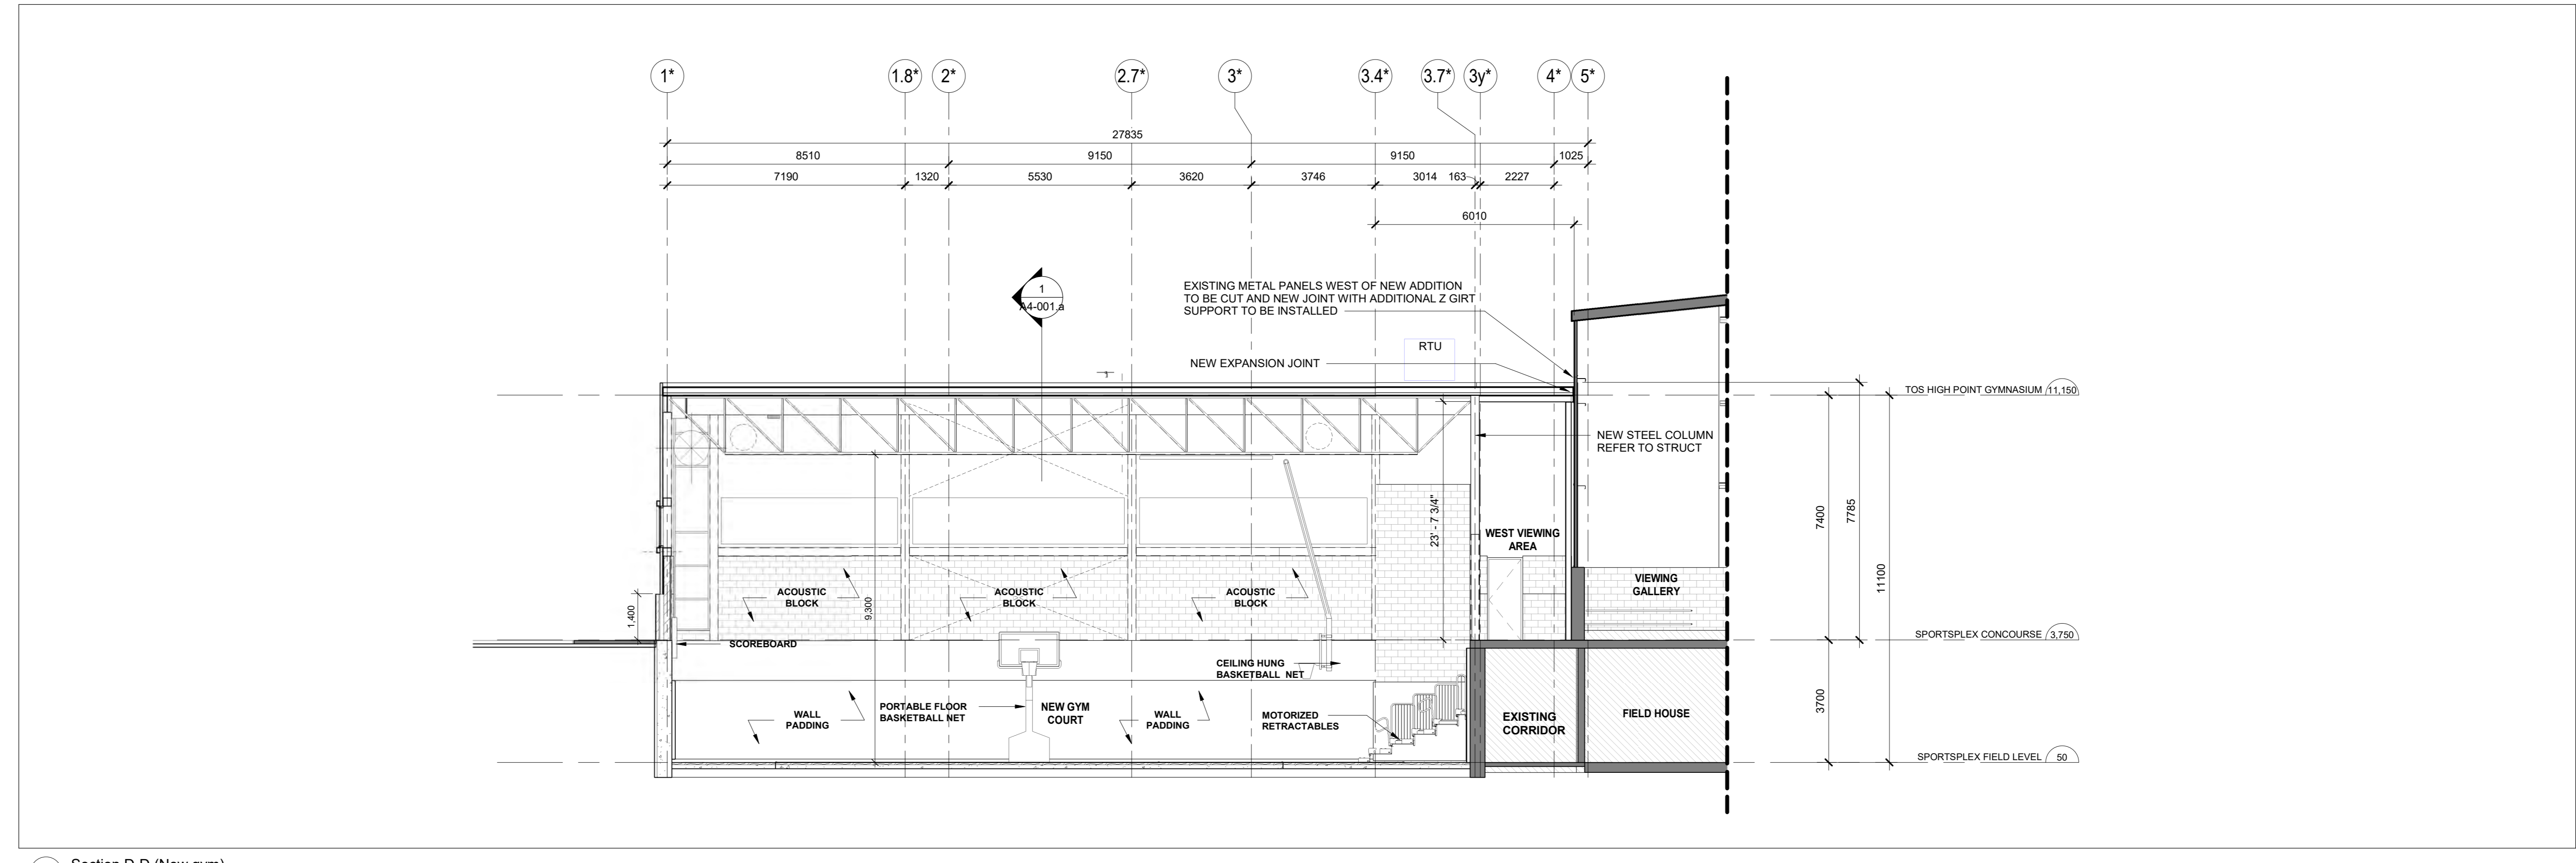 1* 1.8* 2* 2.7* 3* 3.4* 3.7* 3y* 4* 5*
27835
8510 9150 9150 1025
7190 1320 5530 3620 3746 3014 163 2227
6010
1
A4-001.a
EXISTING METAL PANELS WEST OF NEW ADDITION
TO BE CUT AND NEW JOINT WITH ADDITIONAL Z GIRT
SUPPORT TO BE INSTALLED
RTU
NEW EXPANSION JOINT
TOS HIGH POINT GYMNASIUM 11,150
NEW STEEL COLUMN
REFER TO STRUCT
23' - 7 3/4"
7400
7785
11100
WEST VIEWING
AREA
ACOUSTIC
BLOCK
ACOUSTIC
BLOCK
ACOUSTIC
BLOCK
VIEWING
GALLERY
1,400
9,300
SCOREBOARD
SPORTSPLEX CONCOURSE 3,750
CEILING HUNG
BASKETBALL NET
WALL
PADDING
PORTABLE FLOOR
BASKETBALL NET
NEW GYM
COURT
WALL
PADDING
MOTORIZED
RETRACTABLES
EXISTING
CORRIDOR
FIELD HOUSE
3700
SPORTSPLEX FIELD LEVEL 50